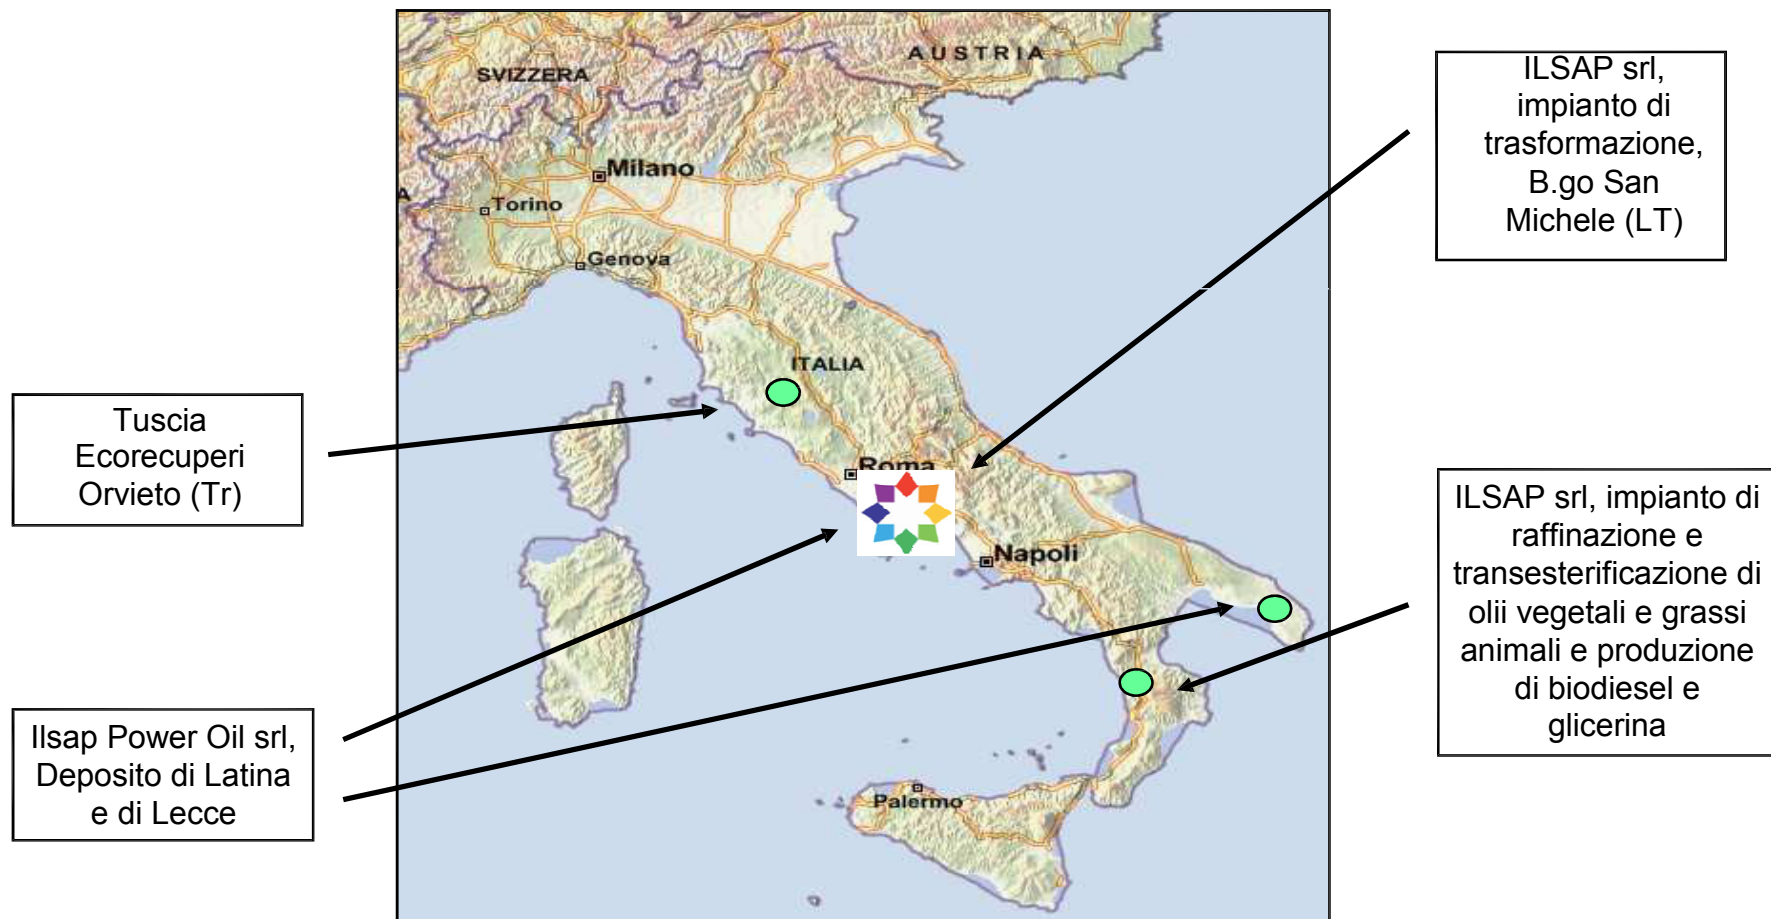 AUSTRIA
SVIZZERA
Milano
Torino
Genova
A
ITALIA
Roma
Napoli
Palermo
ILSAP srl,
impianto di
trasformazione,
B.go San
Michele (LT)
Tuscia
Ecorecuperi
Orvieto (Tr)
ILSAP srl, impianto di
raffinazione e
transesterificazione di
olii vegetali e grassi
animali e produzione
di biodiesel e
glicerina
Ilsap Power Oil srl,
Deposito di Latina
e di Lecce